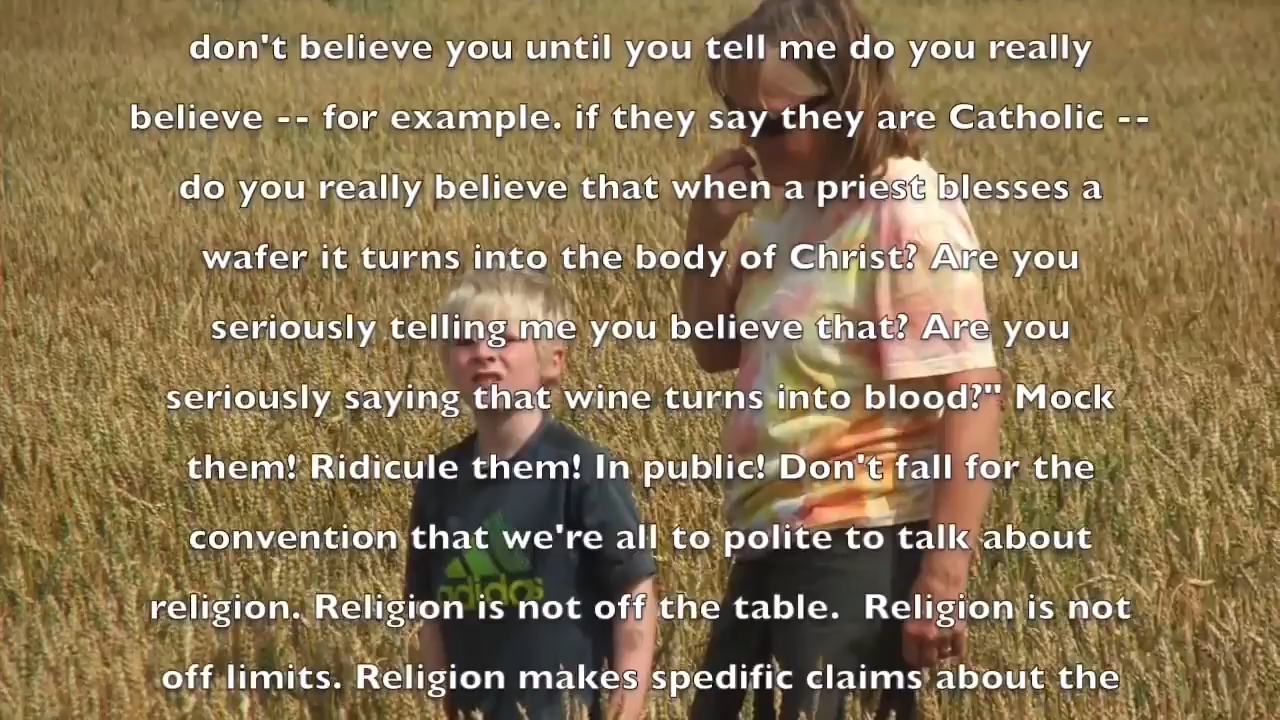 don't believe you until you tell me do you really
believe -- for example. if they say they are Catholic --
do you really believe that when a priest blesses a
wafer it turns into the body of Christ? Are you
seriously telling me you believe that? Are you
seriously saying that wine turns into blood?" Mock
them! Ridicule them! In public! Don't fall for the
convention that we're all to polite to talk about
religion. Religion is not off the table.  Religion is not
off limits. Religion makes spedific claims about the
adidas